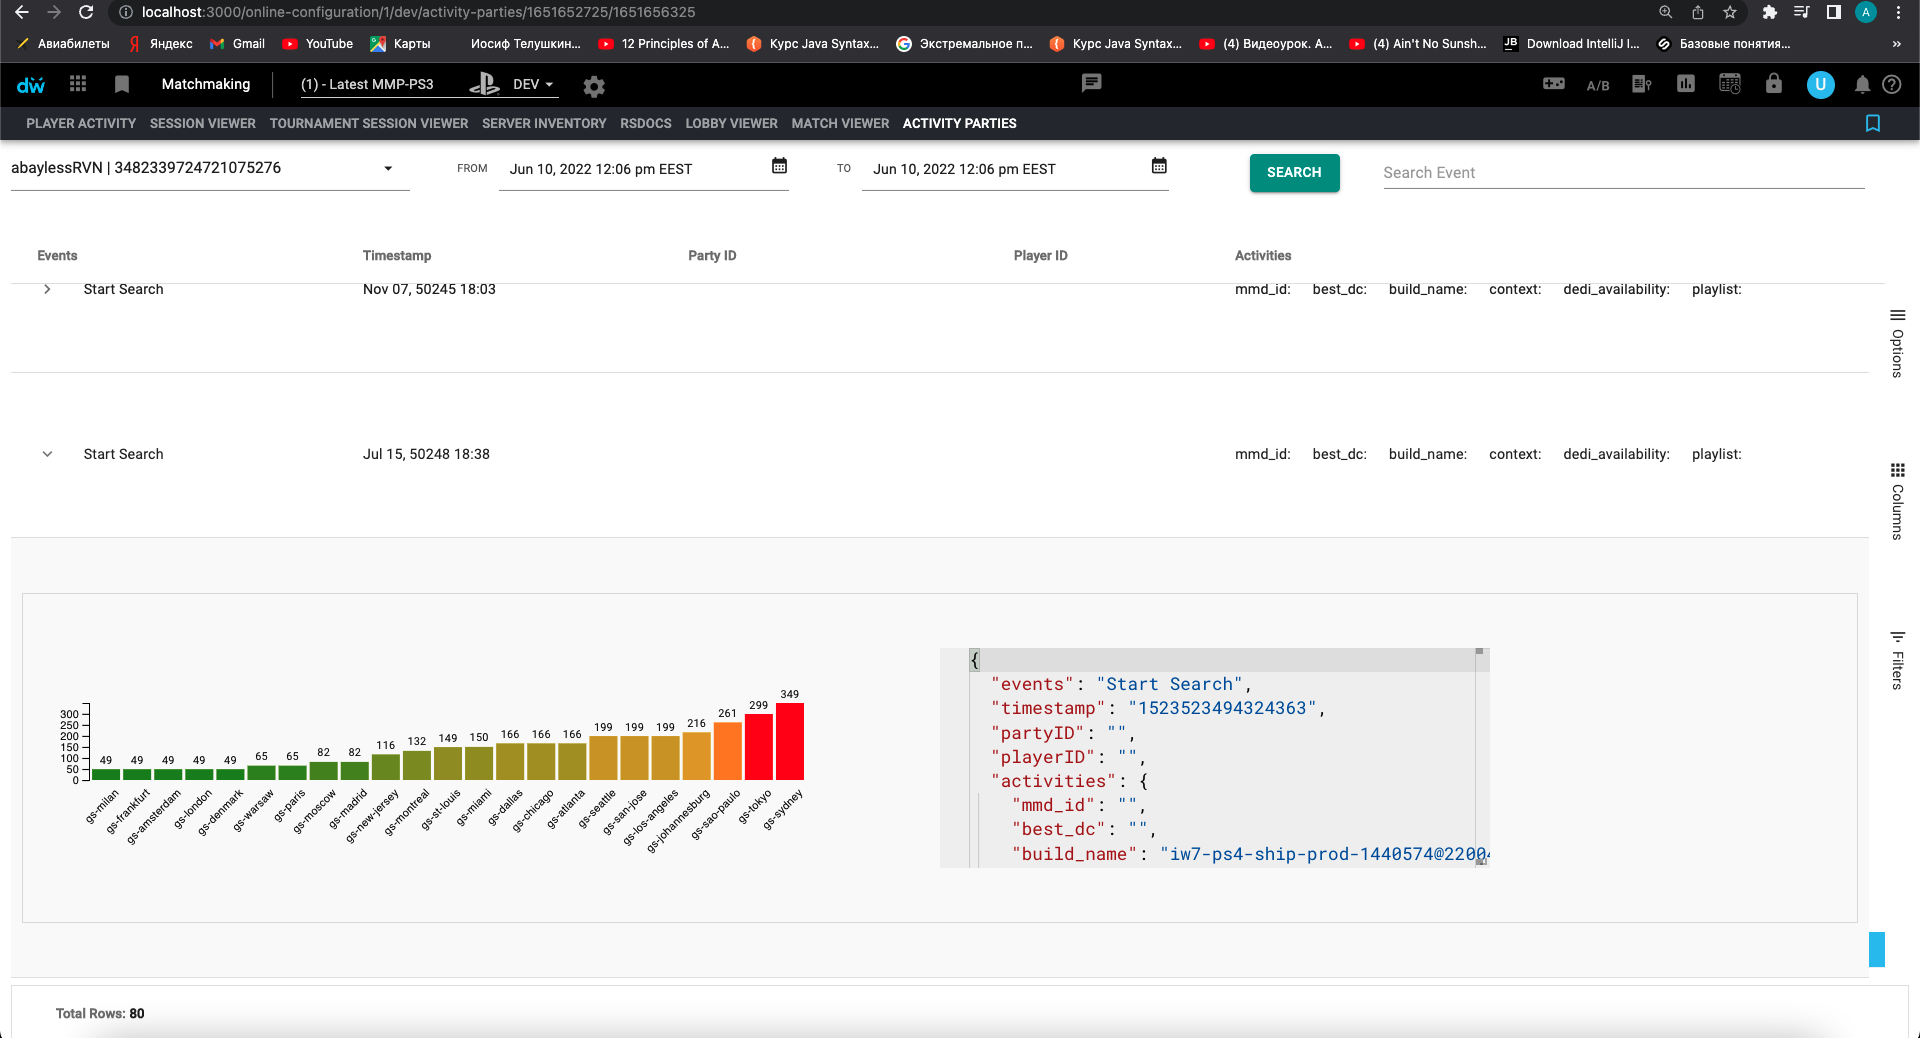 localhost:3000/online-configuration/1/dev/activity-parties/1651652725/1651656325
A
Авиабилеты Яндекс Gmail YouTube Карты Иосиф Телушкин... 12 Principles of A... Курс Java Syntax... Экстремальное п... Курс Java Syntax... (4) Видеоурок. A... (4) Ain't No Sunsh... JB Download IntelliJ I... Базовые понятия... »
dw Matchmaking (1) - Latest MMP-PS3 DEV A/B U
PLAYER ACTIVITY SESSION VIEWER TOURNAMENT SESSION VIEWER SERVER INVENTORY RSDOCS LOBBY VIEWER MATCH VIEWER ACTIVITY PARTIES
abaylessRVN | 3482339724721075276 FROM Jun 10, 2022 12:06 pm EEST TO Jun 10, 2022 12:06 pm EEST SEARCH Search Event
Events Timestamp Party ID Player ID Activities
Start Search Nov 07, 50245 18:03 mmd_id: best_dc: build_name: context: dedi_availability: playlist:
Options
Start Search Jul 15, 50248 18:38 mmd_id: best_dc: build_name: context: dedi_availability: playlist:
Columns
Filters
300
250
200
150
100
50
0
49 49 49 49 49 65 65 82 82 116 132 149 150 166 166 166 199 199 199 216 261 299 349
gs-milan gs-frankfurt gs-amsterdam gs-london gs-denmark gs-warsaw gs-paris gs-moscow gs-madrid gs-new-jersey gs-montreal gs-st-louis gs-miami gs-dallas gs-chicago gs-atlanta gs-seattle gs-san-jose gs-los-angeles gs-johannesburg gs-sao-paulo gs-tokyo gs-sydney
{
"events": "Start Search",
"timestamp": "1523523494324363",
"partyID": "",
"playerID": "",
"activities": {
"mmd_id": "",
"best_dc": "",
"build_name": "iw7-ps4-ship-prod-1440574@22004
Total Rows: 80